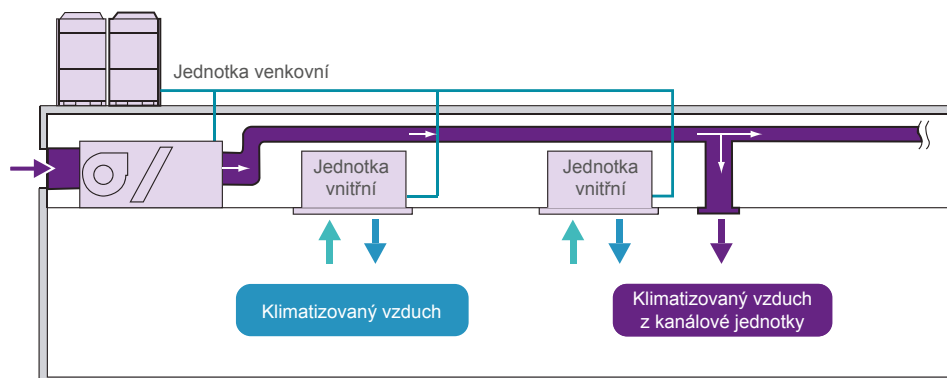 Jednotka venkovní
Jednotka
vnitřní
Jednotka
vnitřní
Klimatizovaný vzduch
Klimatizovaný vzduch
z kanálové jednotky